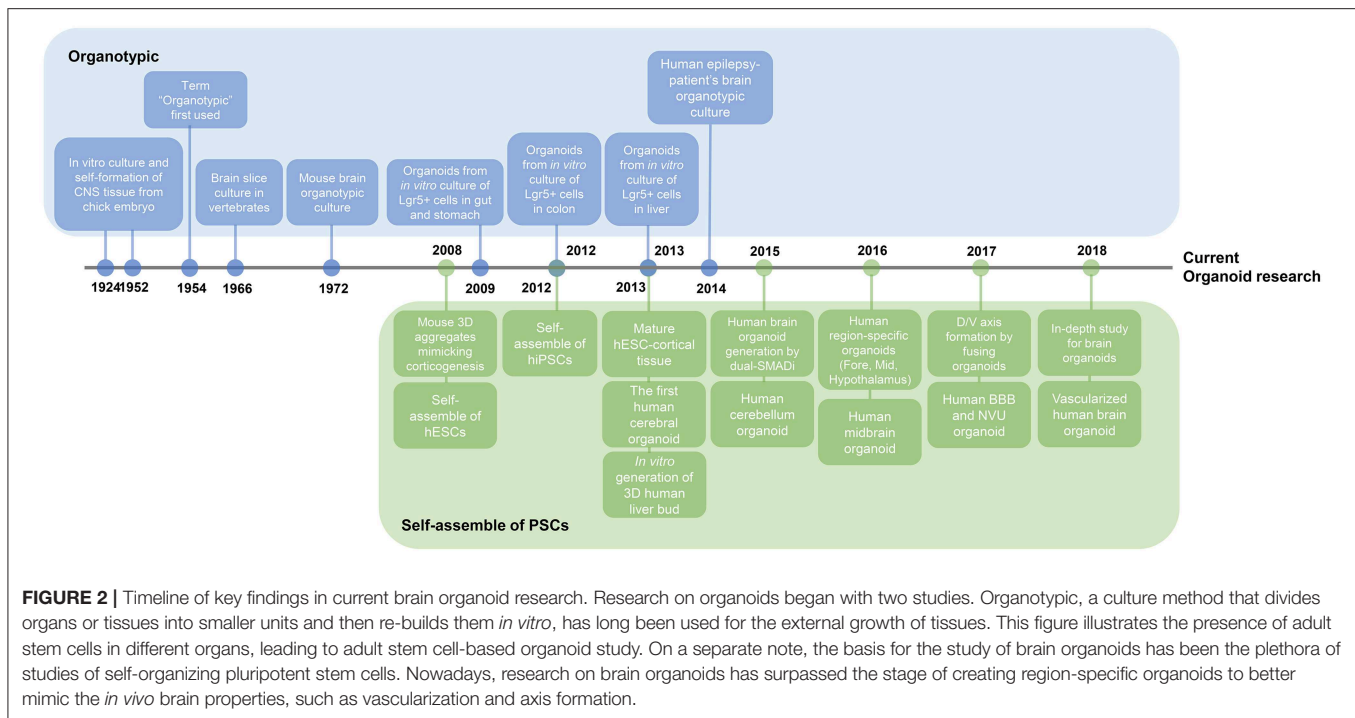 Organotypic
Term
"Organotypic"
first used
Human epilepsy-
patient's brain
organotypic
culture
In vitro culture and
self-formation of
CNS tissue from
chick embryo
Brain slice
culture in
vertebrates
Mouse brain
organotypic
culture
Organoids from
in vitro culture of
Lgr5+ cells in gut
and stomach
Organoids
from in vitro
culture of
Lgr5+ cells
in colon
Organoids
from in vitro
culture of
Lgr5+ cells
in liver
2008
2012
2013
2015
2016
2017
2018
Current
Organoid research
1924
1952
1954
1966
1972
2009
2012
2013
2014
Mouse 3D
aggregates
mimicking
corticogenesis
Self-
assemble of
hESCs
Self-
assemble of
hiPSCs
Mature
hESC-cortical
tissue
The first
human
cerebral
organoid
In vitro
generation of
3D human
liver bud
Human brain
organoid
generation by
dual-SMADi
Human
cerebellum
organoid
Human
region-specific
organoids
(Fore, Mid,
Hypothalamus)
Human
midbrain
organoid
D/V axis
formation by
fusing
organoids
Human BBB
and NVU
organoid
In-depth study
for brain
organoids
Vascularized
human brain
organoid
Self-assemble of PSCs
FIGURE 2 | Timeline of key findings in current brain organoid research. Research on organoids began with two studies. Organotypic, a culture method that divides
organs or tissues into smaller units and then re-builds them in vitro, has long been used for the external growth of tissues. This figure illustrates the presence of adult
stem cells in different organs, leading to adult stem cell-based organoid study. On a separate note, the basis for the study of brain organoids has been the plethora of
studies of self-organizing pluripotent stem cells. Nowadays, research on brain organoids has surpassed the stage of creating region-specific organoids to better
mimic the in vivo brain properties, such as vascularization and axis formation.